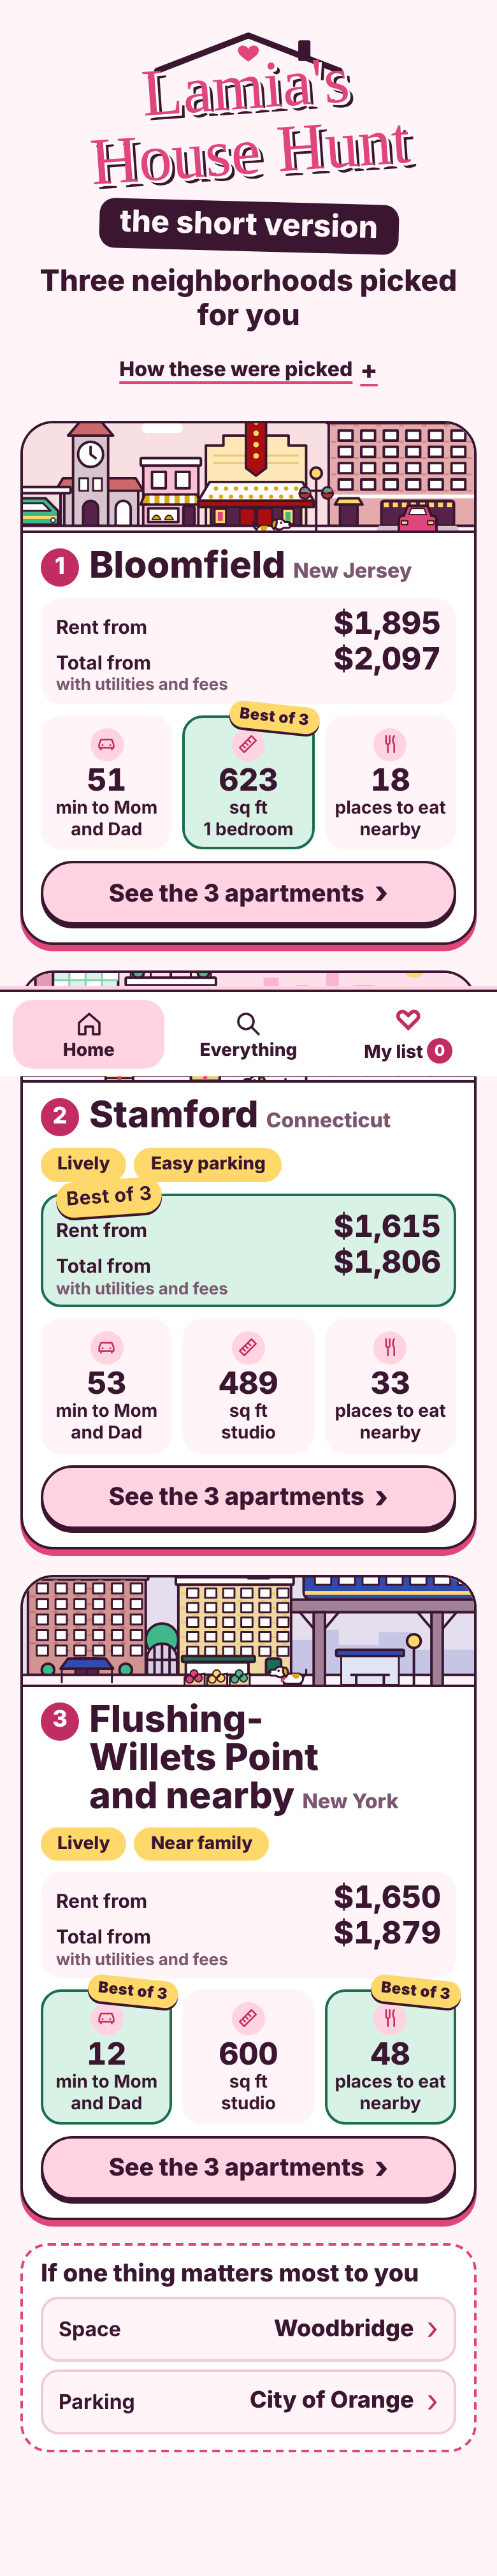 Lamia's
House Hunt
the short version
Three neighborhoods picked
for you
How these were picked +
1 Bloomfield New Jersey
Rent from $1,895
Total from $2,097
with utilities and fees
Best of 3
51
min to Mom
and Dad
623
sq ft
1 bedroom
18
places to eat
nearby
See the 3 apartments ›
Home
Everything
My list 0
2 Stamford Connecticut
Lively
Easy parking
Best of 3
Rent from $1,615
Total from $1,806
with utilities and fees
53
min to Mom
and Dad
489
sq ft
studio
33
places to eat
nearby
See the 3 apartments ›
3 Flushing-
Willets Point
and nearby New York
Lively
Near family
Rent from $1,650
Total from $1,879
with utilities and fees
Best of 3
12
min to Mom
and Dad
600
sq ft
studio
Best of 3
48
places to eat
nearby
See the 3 apartments ›
If one thing matters most to you
Space Woodbridge ›
Parking City of Orange ›